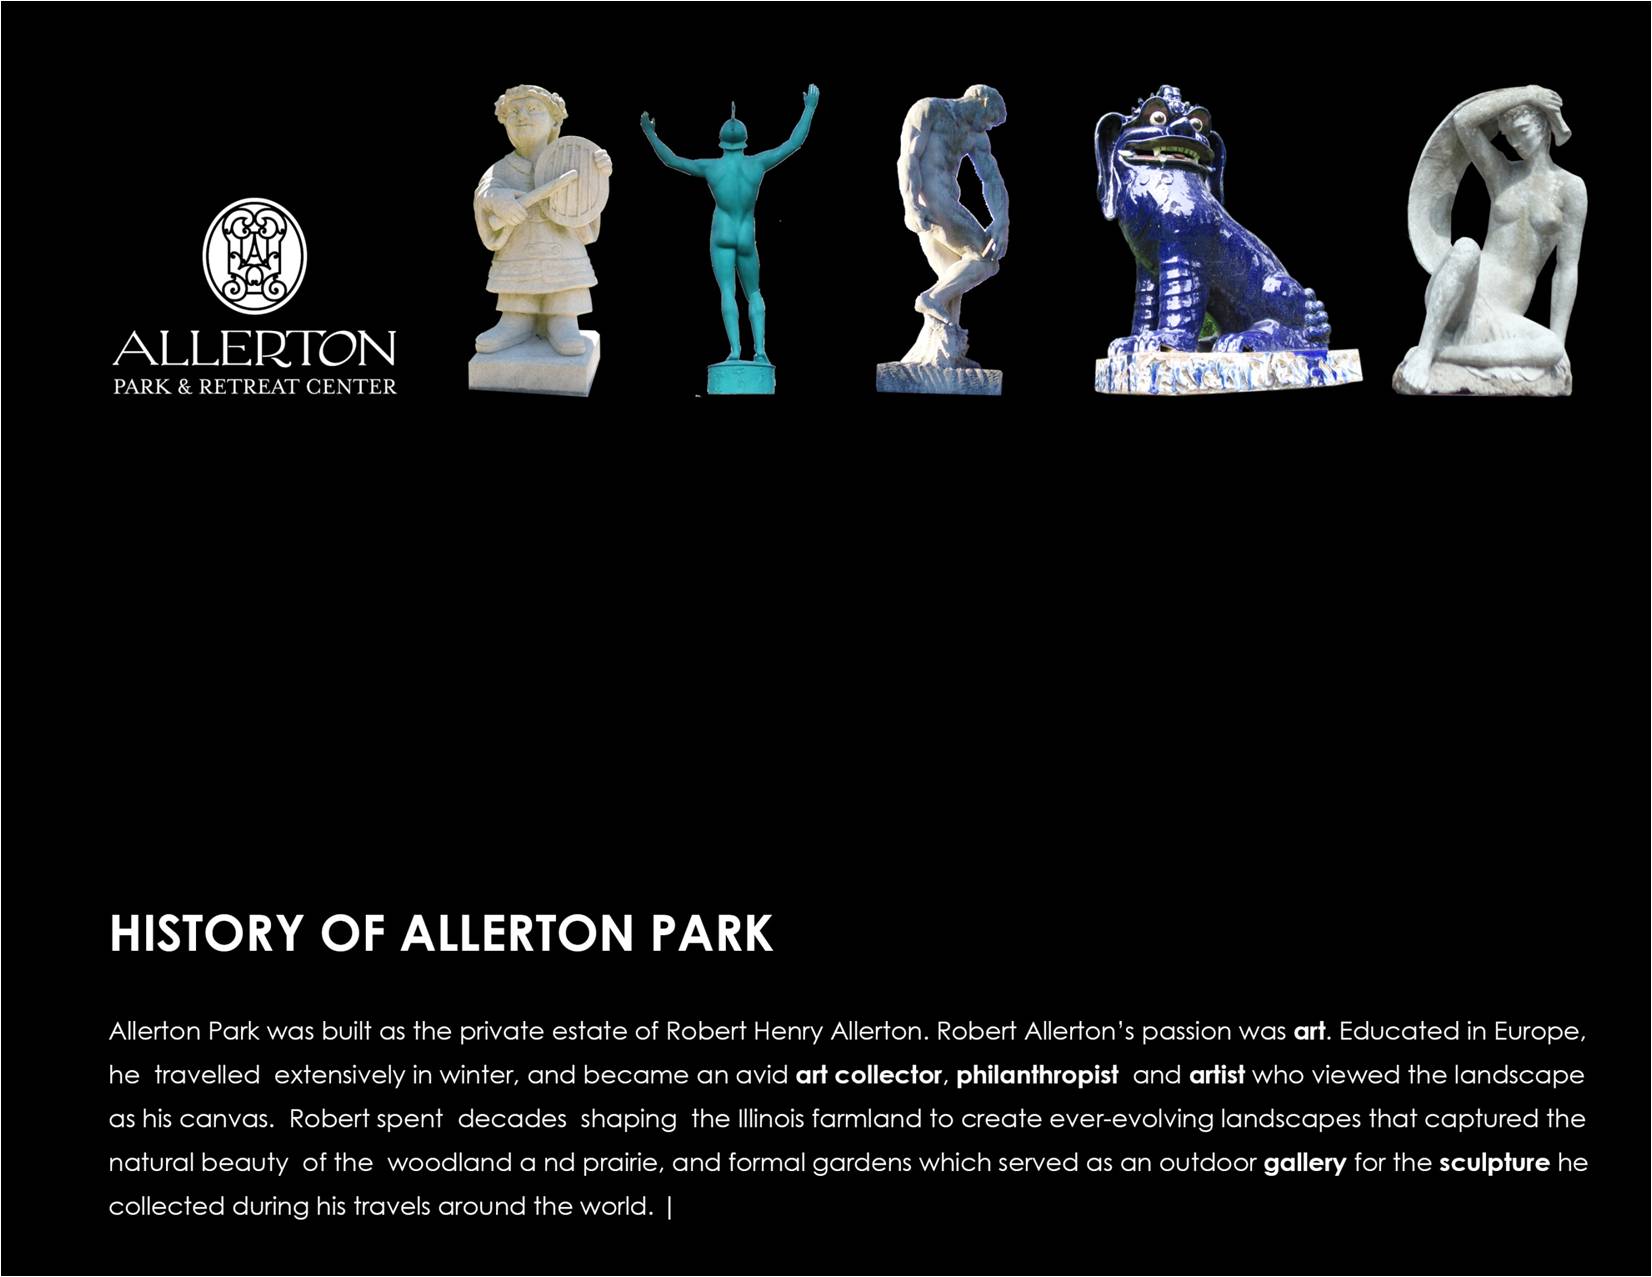 ALLERTON
PARK & RETREAT CENTER
HISTORY OF ALLERTON PARK
Allerton Park was built as the private estate of Robert Henry Allerton. Robert Allerton’s passion was art. Educated in Europe,
he travelled extensively in winter, and became an avid art collector, philanthropist and artist who viewed the landscape
as his canvas. Robert spent decades shaping the Illinois farmland to create ever-evolving landscapes that captured the
natural beauty of the woodland a nd prairie, and formal gardens which served as an outdoor gallery for the sculpture he
collected during his travels around the world. |